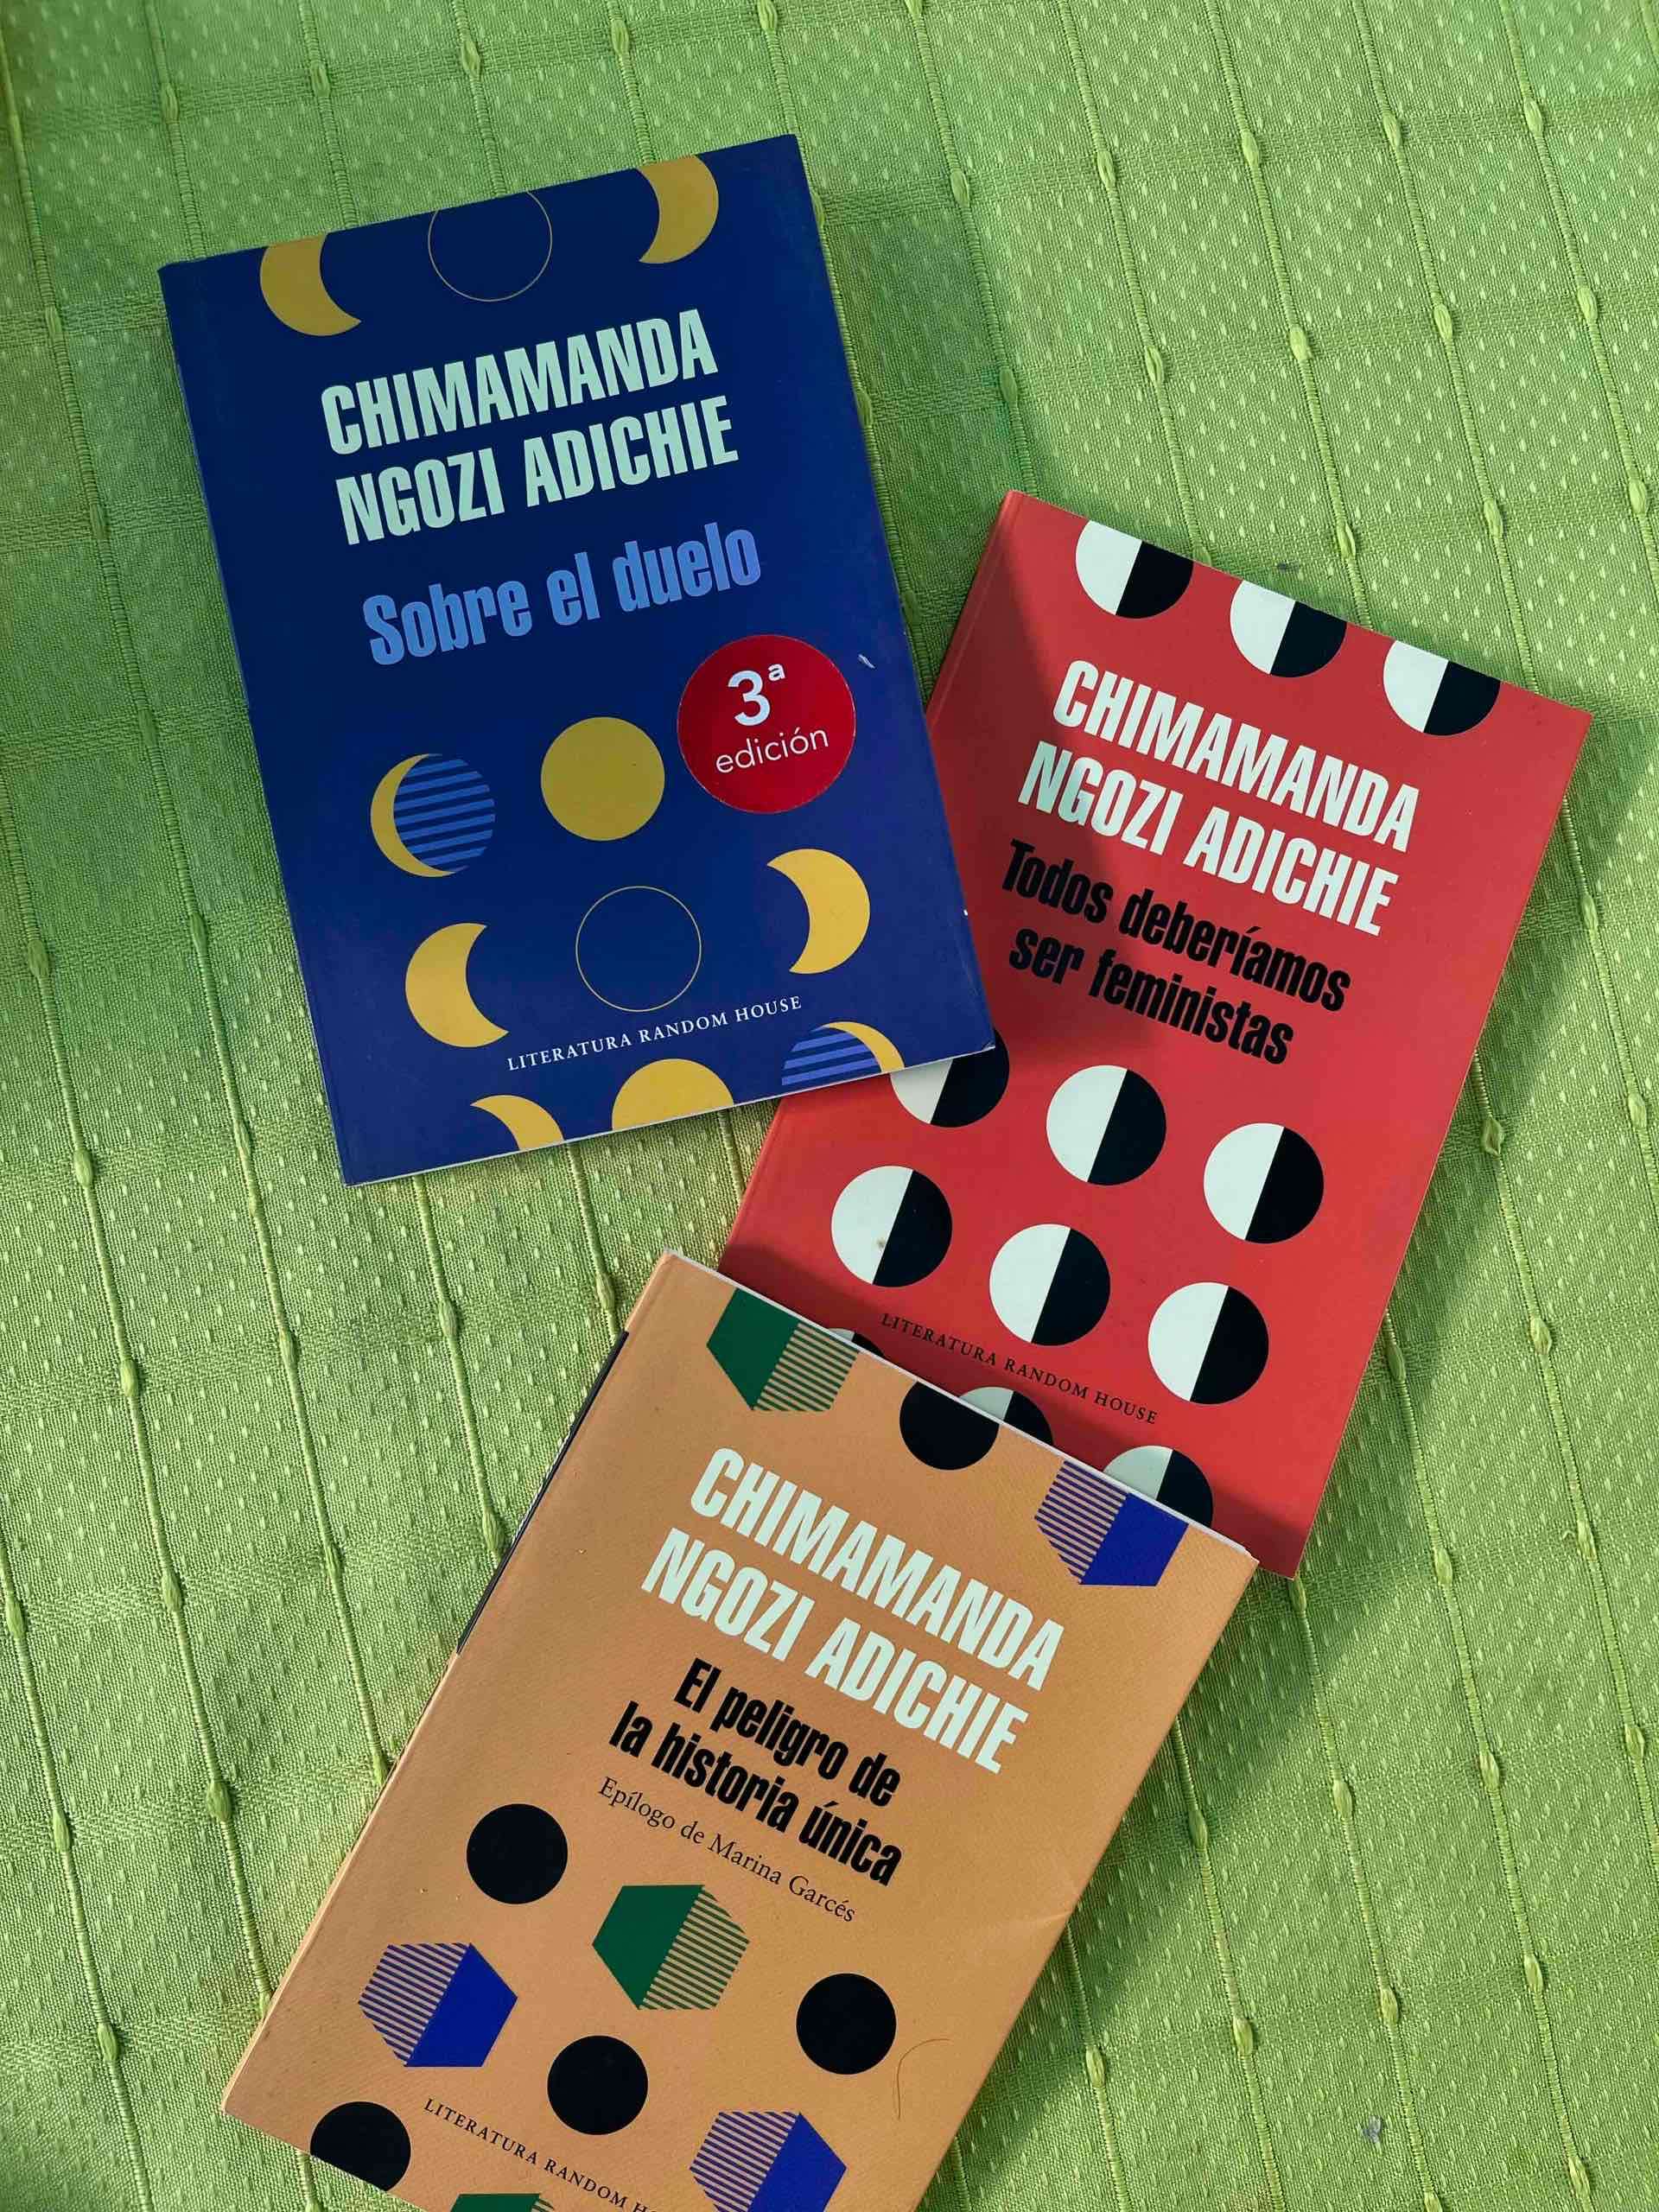 CHIMAMANDA
NGOZI ADICHIE
Sobre el duelo
3ª
edición
LITERATURA RANDOM HOUSE
CHIMAMANDA
NGOZI ADICHIE
Todos deberíamos
ser feministas
LITERATURA RANDOM HOUSE
CHIMAMANDA
NGOZI ADICHIE
El peligro de
la historia única
Epílogo de Marina Garcés
LITERATURA RANDOM